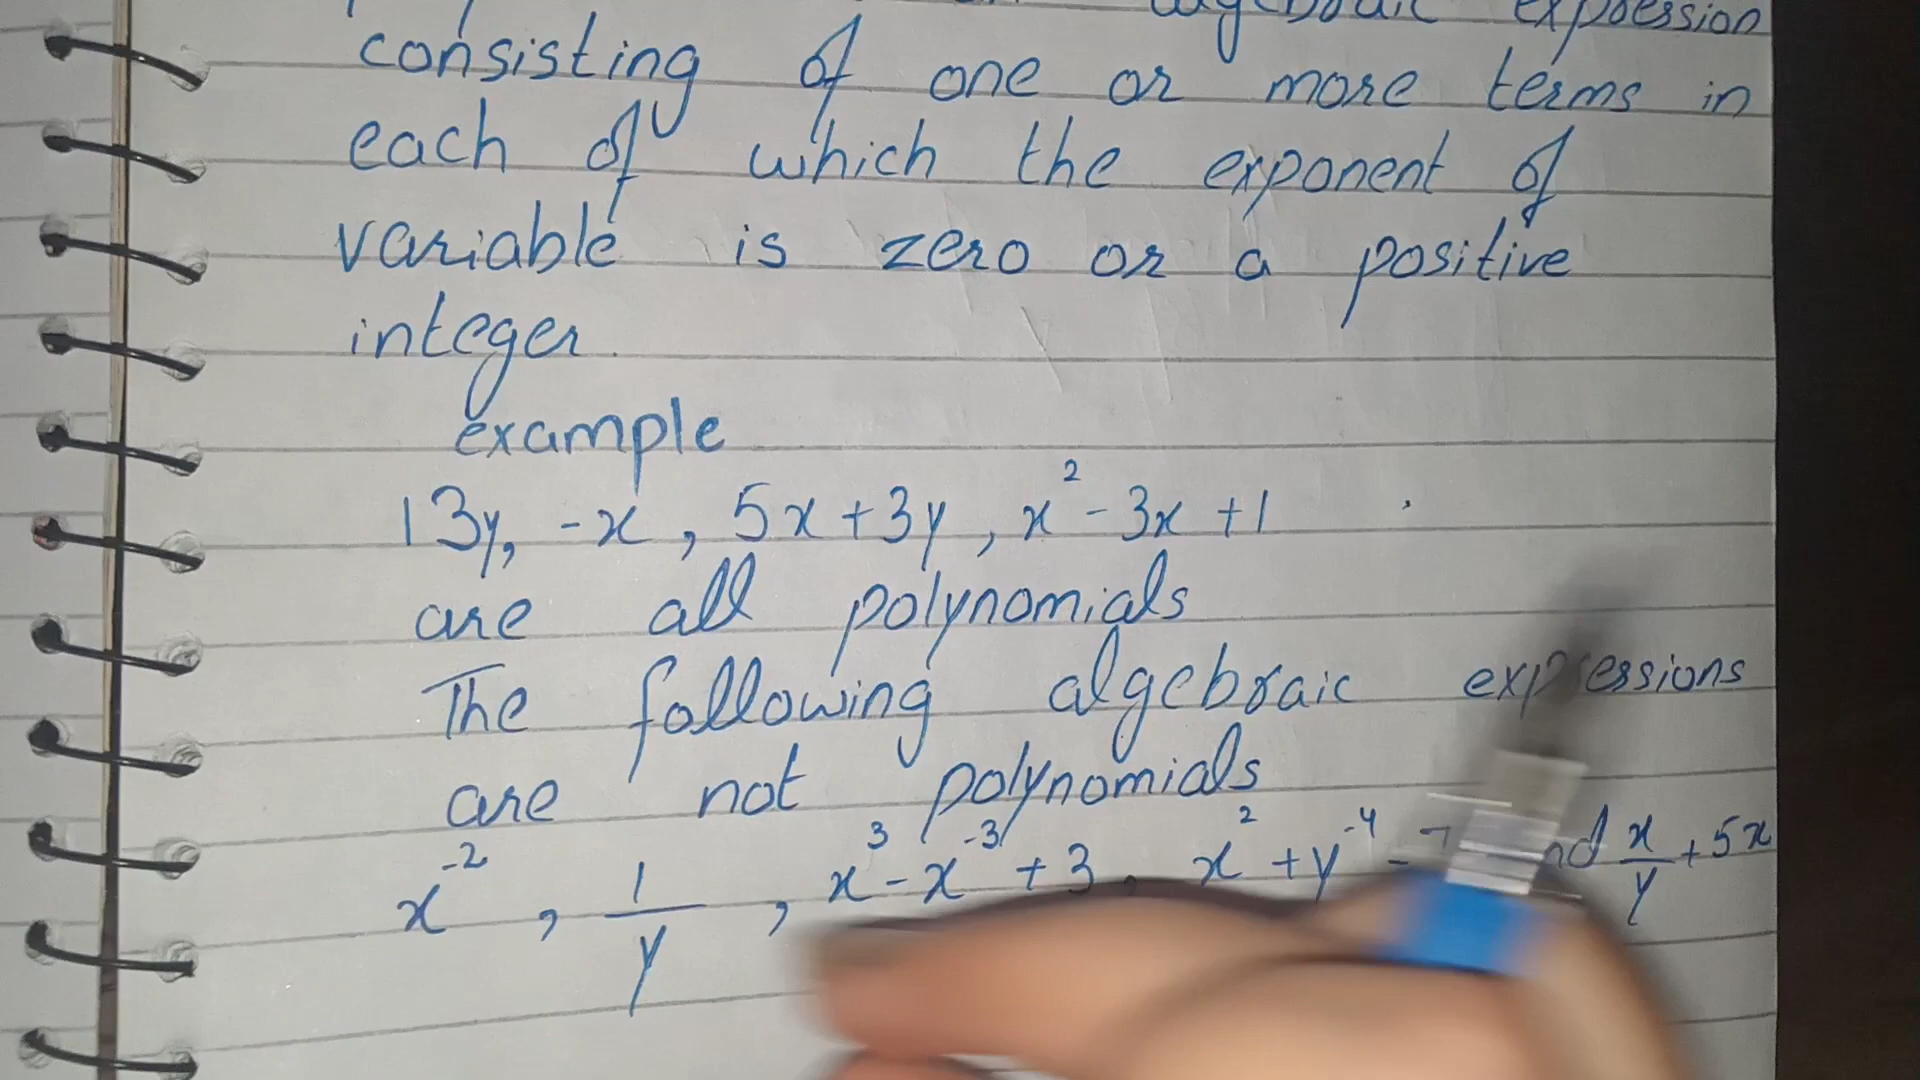 algebraic expression
consisting of one or more terms in
each of which the exponent of
variable is zero or a positive
integer.
example
13y, -x, 5x+3y, x² - 3x + 1
are all polynomials
The following algebraic expressions
are not polynomials
x⁻², 1/y, x³ - x⁻³ + 3, x² + y⁻⁴ - x/y + 5x